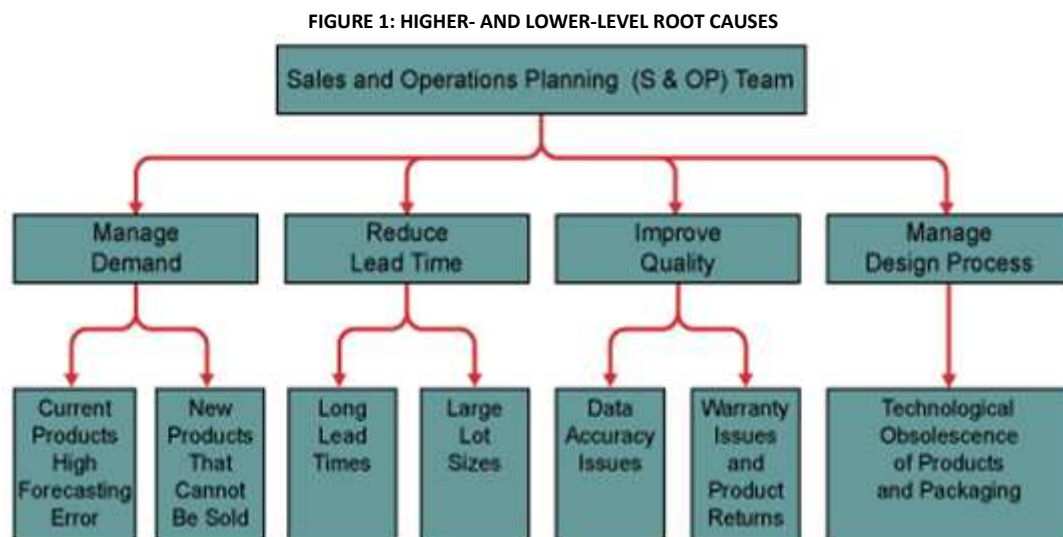 FIGURE 1: HIGHER- AND LOWER-LEVEL ROOT CAUSES
Sales and Operations Planning (S & OP) Team
Manage
Demand
Reduce
Lead Time
Improve
Quality
Manage
Design Process
Current
Products
High
Forecasting
Error
New
Products
That
Cannot
Be Sold
Long
Lead
Times
Large
Lot
Sizes
Data
Accuracy
Issues
Warranty
Issues
and
Product
Returns
Technological
Obsolescence
of Products
and Packaging